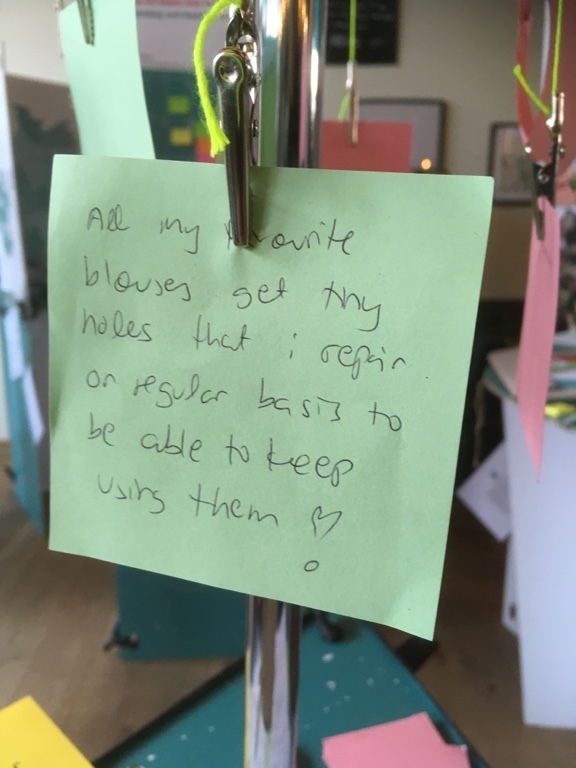 All my favourite
blouses get tiny
holes that i repair
on regular basis to
be able to keep
using them ♡
!